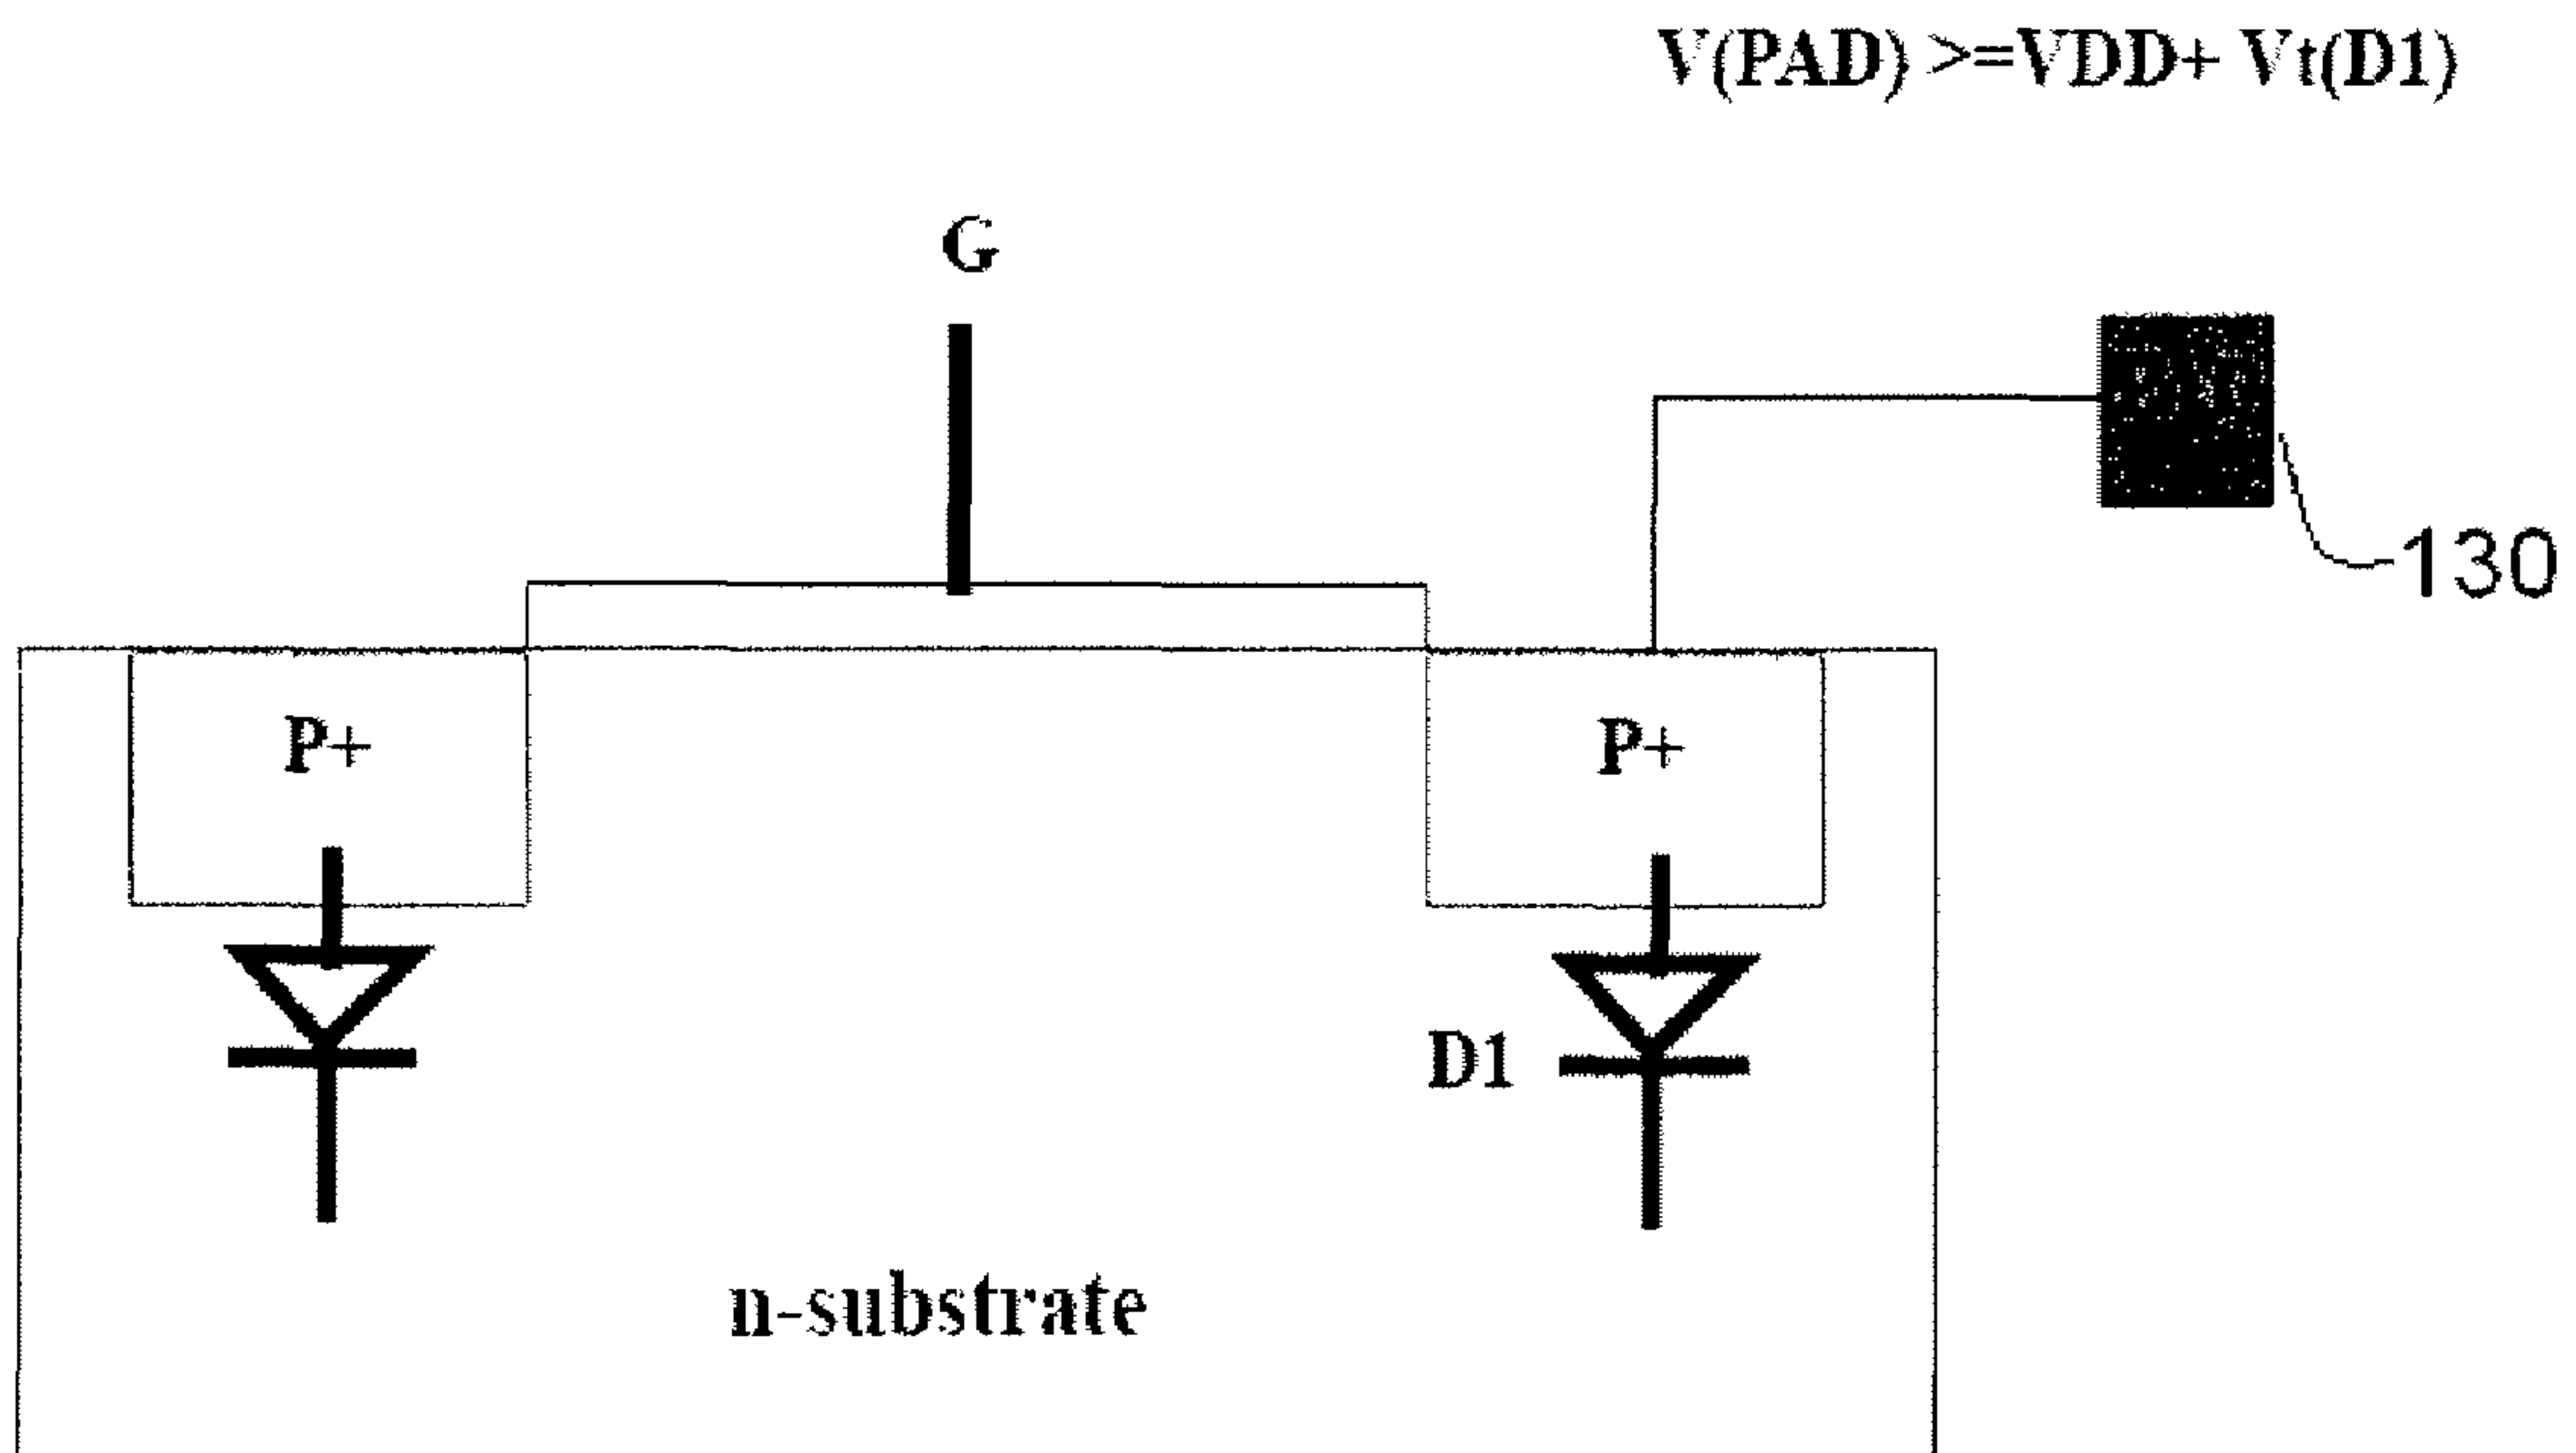 V(PAD) >=VDD+ Vt(D1)
G
130
P+
P+
D1
n-substrate